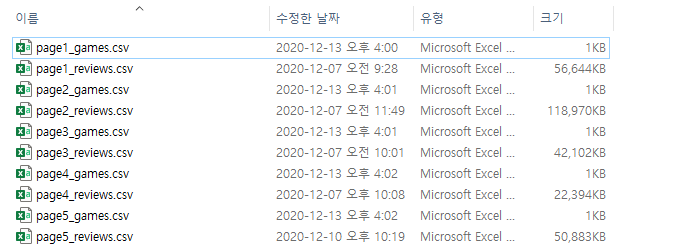 이름 수정한 날짜 유형 크기
page1_games.csv 2020-12-13 오후 4:00 Microsoft Excel ... 1KB
page1_reviews.csv 2020-12-07 오전 9:28 Microsoft Excel ... 56,644KB
page2_games.csv 2020-12-13 오후 4:01 Microsoft Excel ... 1KB
page2_reviews.csv 2020-12-07 오전 11:49 Microsoft Excel ... 118,970KB
page3_games.csv 2020-12-13 오후 4:01 Microsoft Excel ... 1KB
page3_reviews.csv 2020-12-07 오전 10:01 Microsoft Excel ... 42,102KB
page4_games.csv 2020-12-13 오후 4:02 Microsoft Excel ... 1KB
page4_reviews.csv 2020-12-07 오후 10:08 Microsoft Excel ... 22,394KB
page5_games.csv 2020-12-13 오후 4:02 Microsoft Excel ... 1KB
page5_reviews.csv 2020-12-10 오후 10:19 Microsoft Excel ... 50,883KB